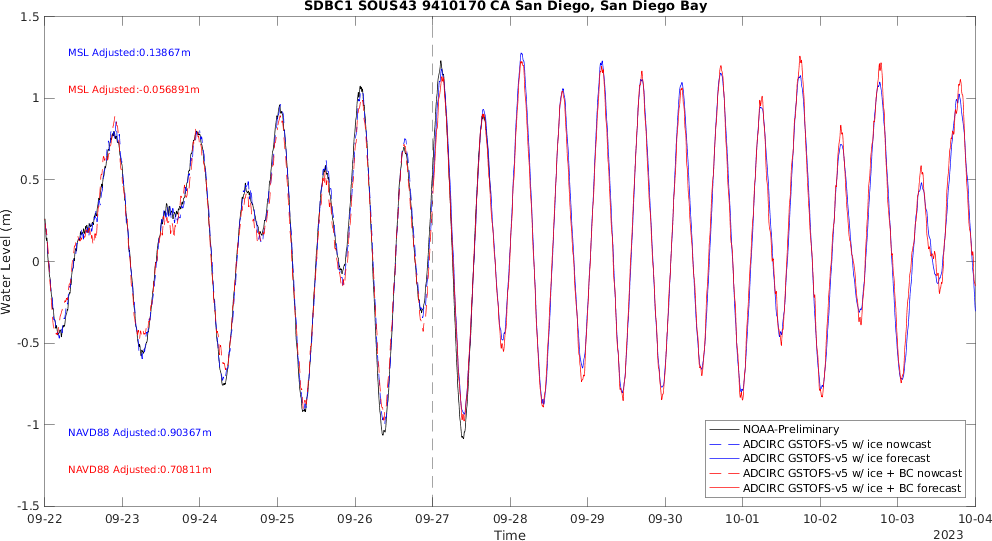 SDBC1 SOUS43 9410170 CA San Diego, San Diego Bay
1.5
MSL Adjusted:0.13867m
MSL Adjusted:-0.056891m
1
0.5
Water Level (m)
0
-0.5
-1
NAVD88 Adjusted:0.90367m
NAVD88 Adjusted:0.70811m
-1.5
NOAA-Preliminary
ADCIRC GSTOFS-v5 w/ ice nowcast
ADCIRC GSTOFS-v5 w/ ice forecast
ADCIRC GSTOFS-v5 w/ ice + BC nowcast
ADCIRC GSTOFS-v5 w/ ice + BC forecast
09-22 09-23 09-24 09-25 09-26 09-27 09-28 09-29 09-30 10-01 10-02 10-03 10-04
Time
2023